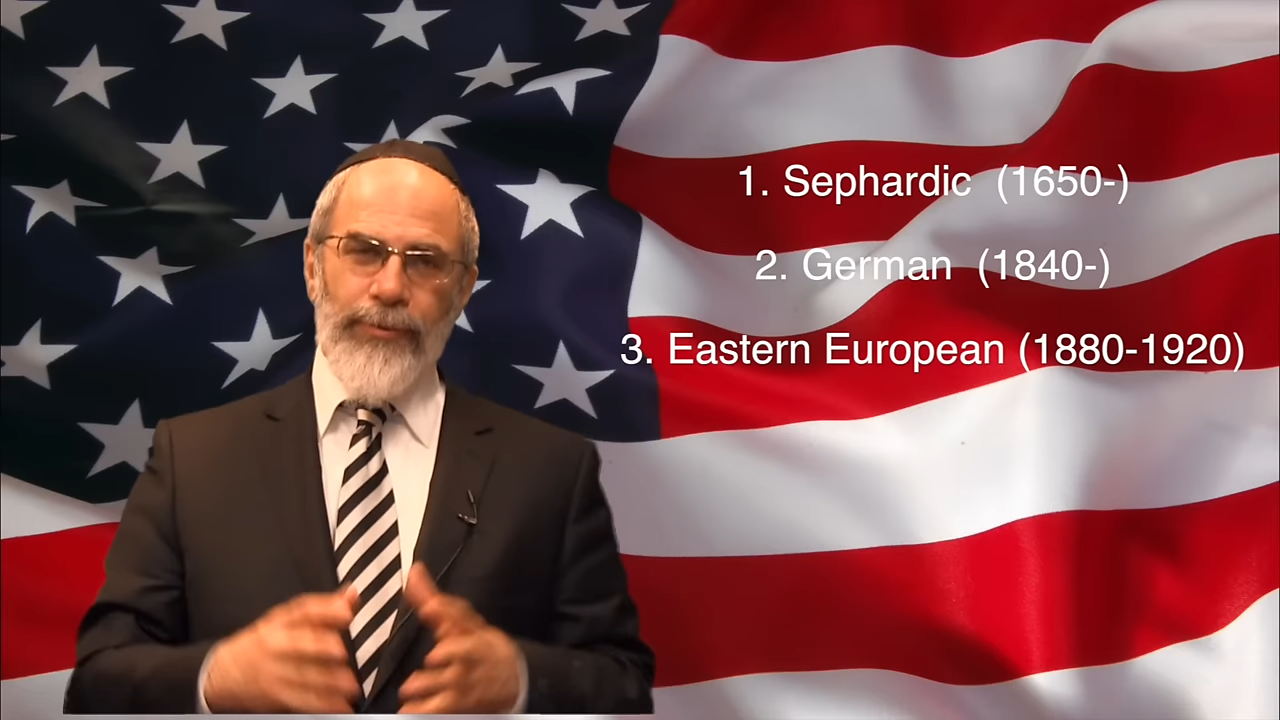 1. Sephardic (1650-)
2. German (1840-)
3. Eastern European (1880-1920)